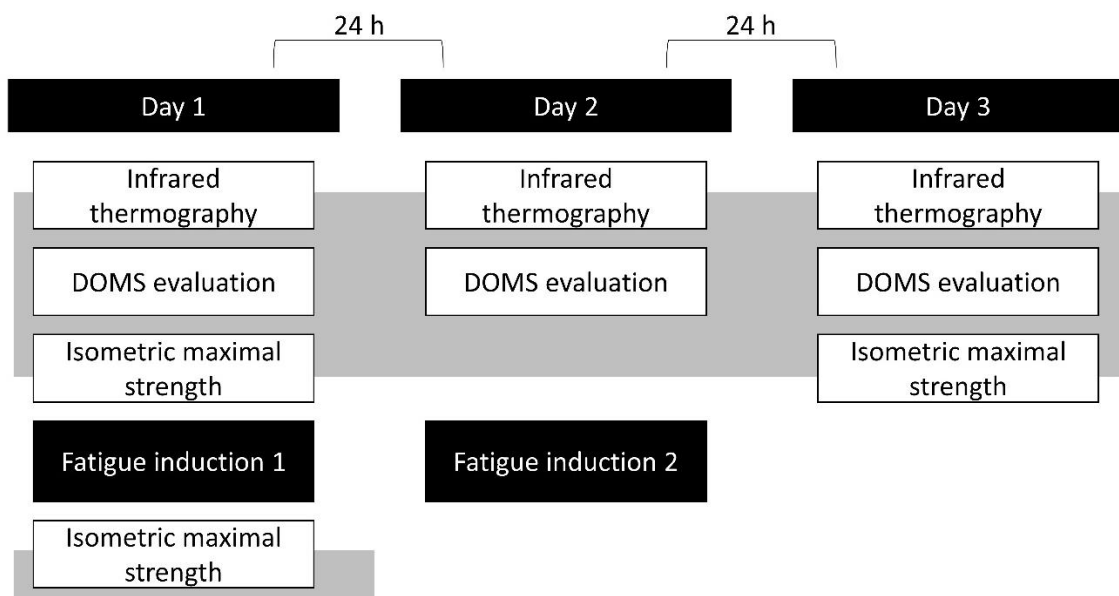 24 h
24 h
Day 1
Day 2
Day 3
Infrared
thermography
Infrared
thermography
Infrared
thermography
DOMS evaluation
DOMS evaluation
DOMS evaluation
Isometric maximal
strength
Isometric maximal
strength
Fatigue induction 1
Fatigue induction 2
Isometric maximal
strength